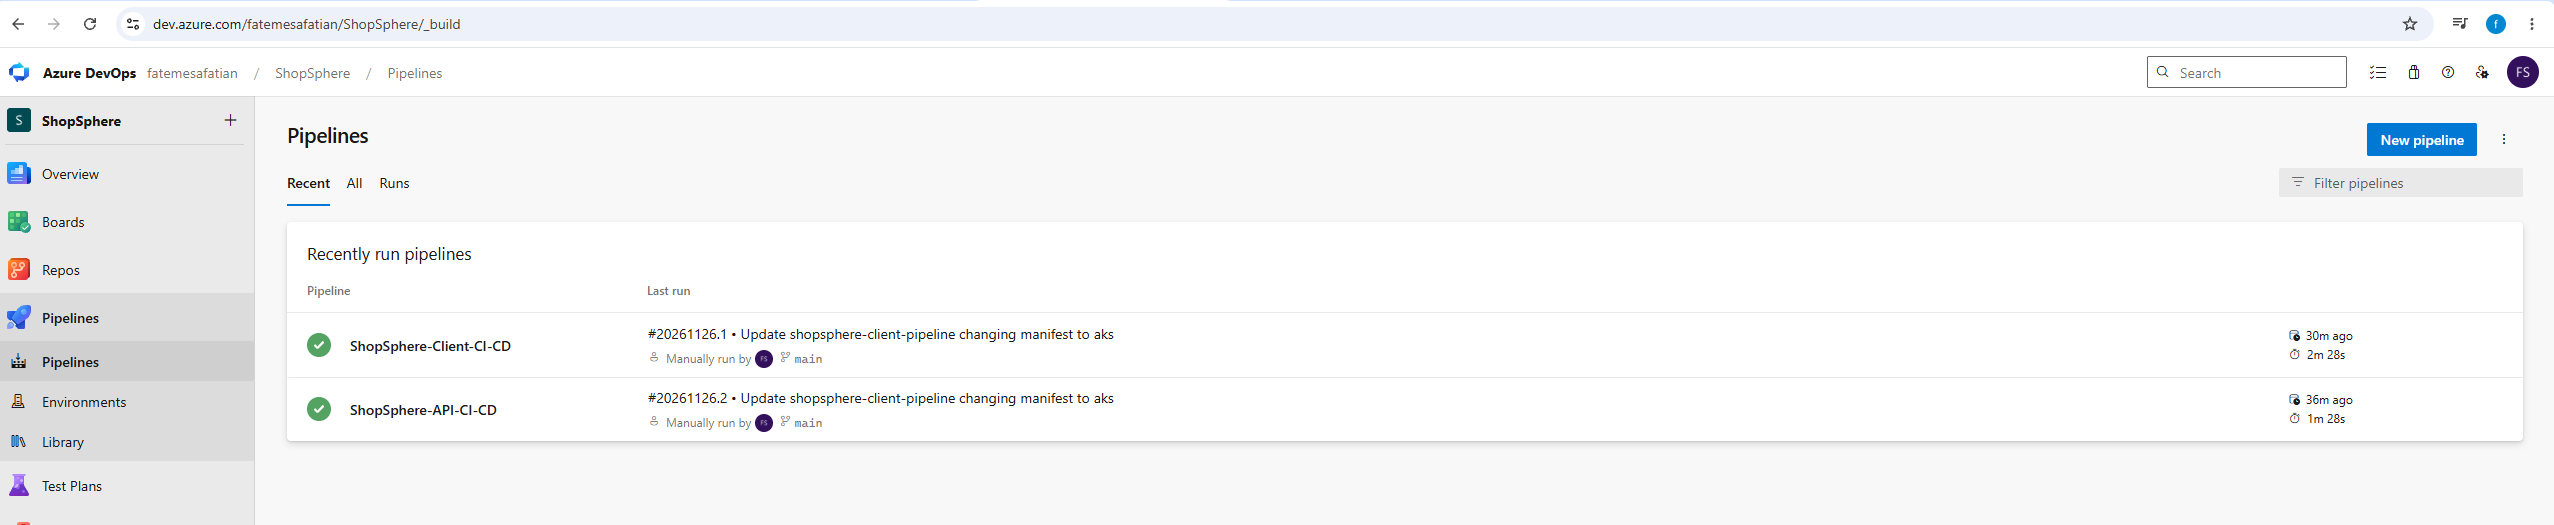 dev.azure.com/fatemesafatian/ShopSphere/_build
f
Azure DevOps fatemesafatian / ShopSphere / Pipelines
Search
FS
S ShopSphere
Overview
Boards
Repos
Pipelines
Pipelines
Environments
Library
Test Plans
Pipelines
New pipeline
Recent All Runs
Filter pipelines
Recently run pipelines
Pipeline Last run
ShopSphere-Client-CI-CD
#20261126.1 • Update shopsphere-client-pipeline changing manifest to aks
Manually run by FS main
30m ago
2m 28s
ShopSphere-API-CI-CD
#20261126.2 • Update shopsphere-client-pipeline changing manifest to aks
Manually run by FS main
36m ago
1m 28s